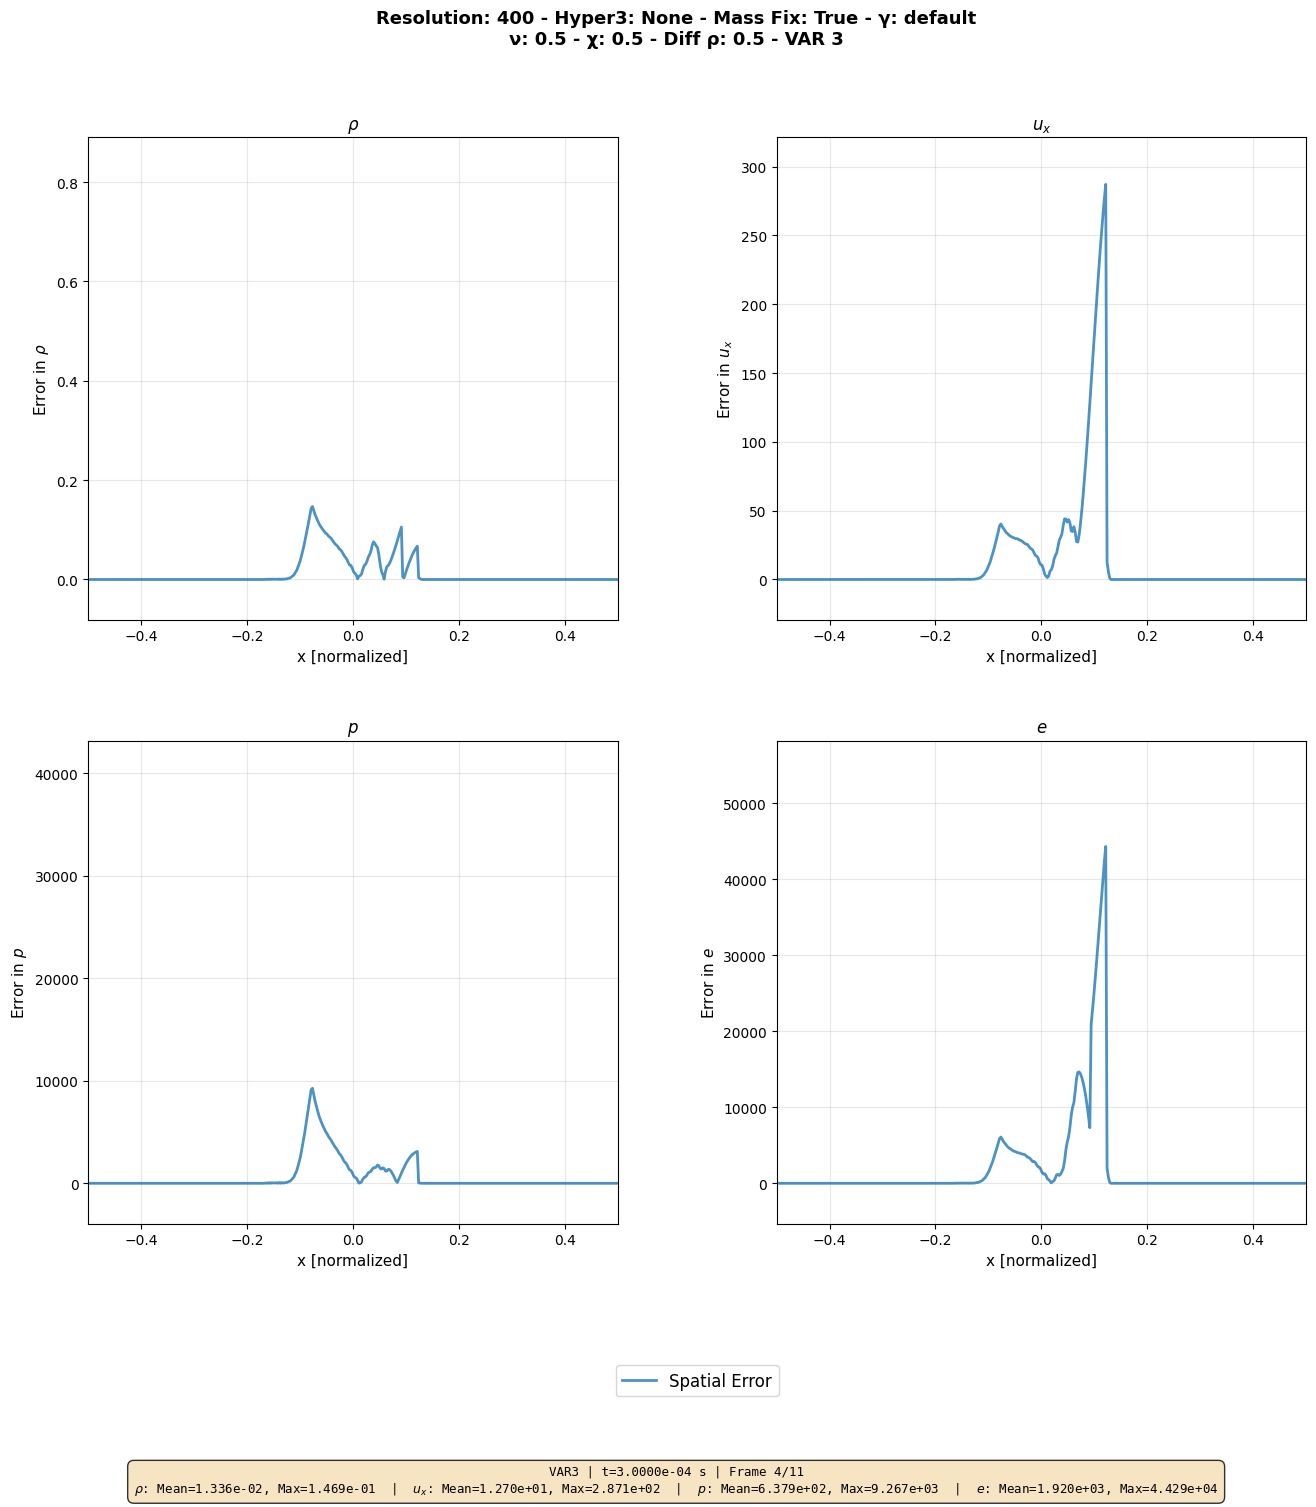 Resolution: 400 - Hyper3: None - Mass Fix: True - γ: default
ν: 0.5 - χ: 0.5 - Diff ρ: 0.5 - VAR 3
ρ
0.8
0.6
0.4
0.2
0.0
Error in ρ
−0.4 −0.2 0.0 0.2 0.4
x [normalized]
u_x
300
250
200
150
100
50
0
Error in u_x
−0.4 −0.2 0.0 0.2 0.4
x [normalized]
p
40000
30000
20000
10000
0
Error in p
−0.4 −0.2 0.0 0.2 0.4
x [normalized]
e
50000
40000
30000
20000
10000
0
Error in e
−0.4 −0.2 0.0 0.2 0.4
x [normalized]
Spatial Error
VAR3 | t=3.0000e-04 s | Frame 4/11
ρ: Mean=1.336e-02, Max=1.469e-01 | u_x: Mean=1.270e+01, Max=2.871e+02 | p: Mean=6.379e+02, Max=9.267e+03 | e: Mean=1.920e+03, Max=4.429e+04